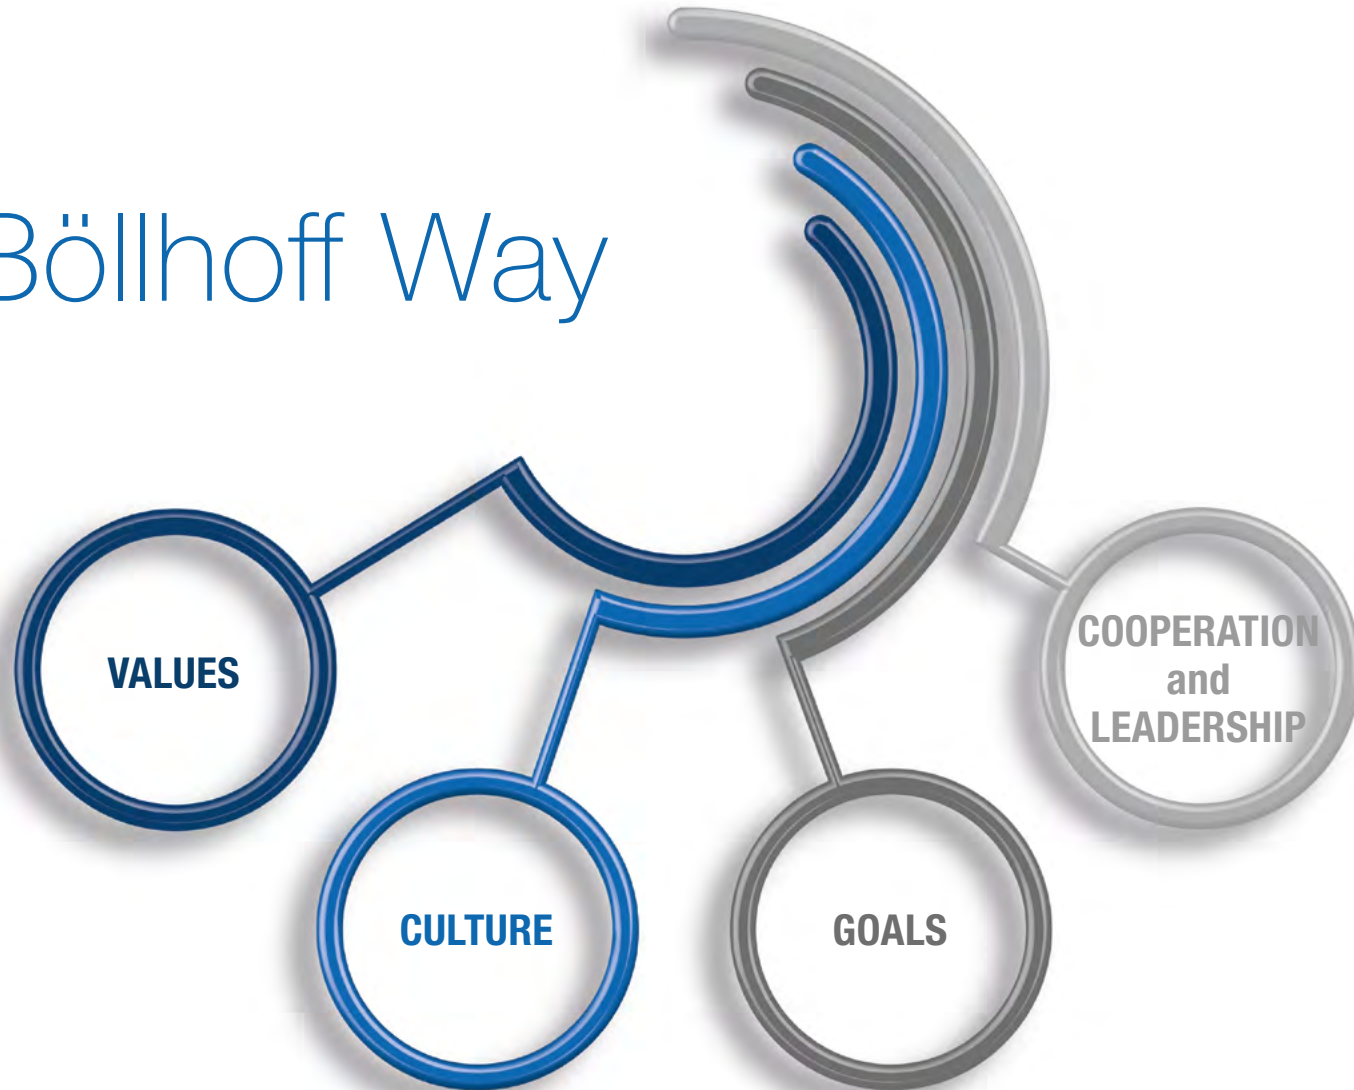 Böllhoff Way
VALUES
CULTURE
GOALS
COOPERATION
and
LEADERSHIP